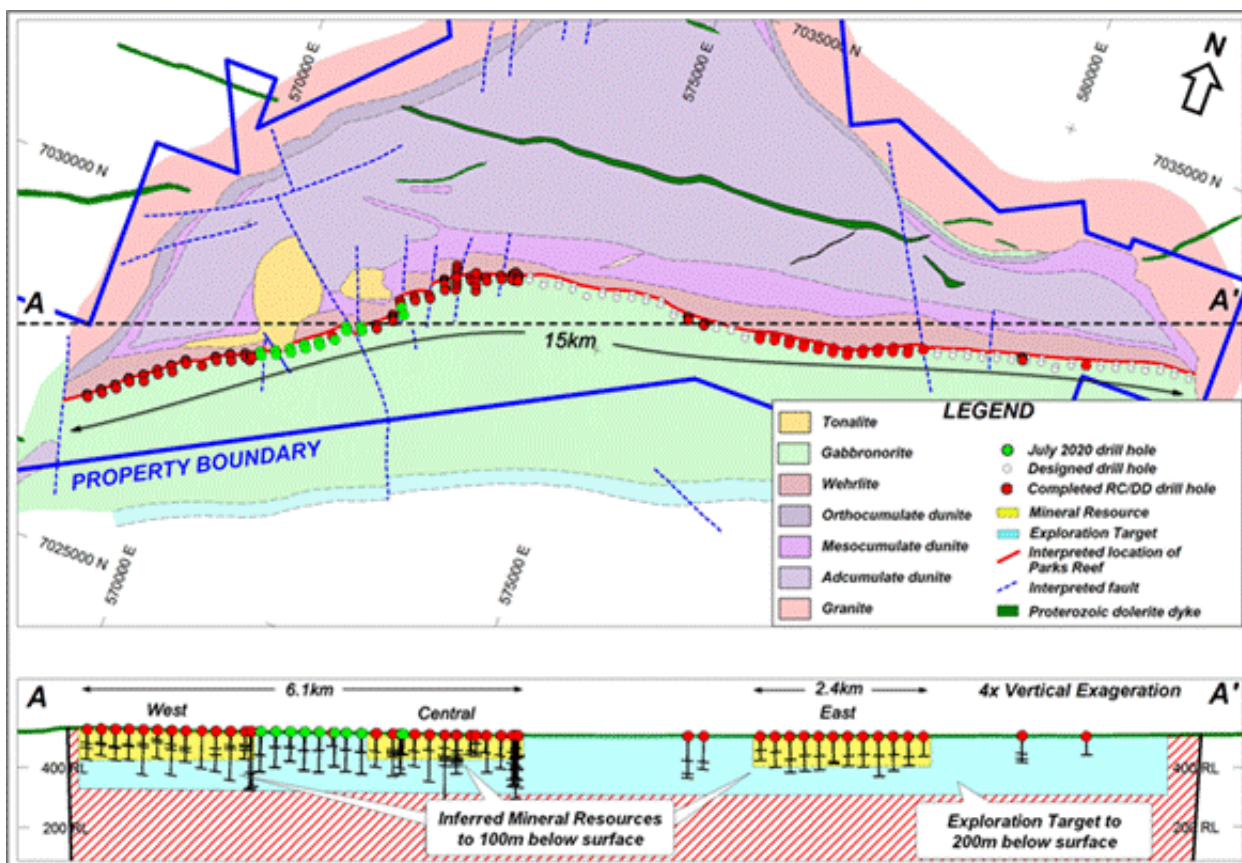 570000 E
575000 E
7035000 N
580000 E
N
7030000 N
7035000 N
A
A'
15km
PROPERTY BOUNDARY
7025000 N
570000 E
575000 E
LEGEND
Tonalite
Gabbronorite
Wehrlite
Orthocumulate dunite
Mesocumulate dunite
Adcumulate dunite
Granite
July 2020 drill hole
Designed drill hole
Completed RC/DD drill hole
Mineral Resource
Exploration Target
Interpreted location of
Parks Reef
Interpreted fault
Proterozoic dolerite dyke
A
6.1km
2.4km
4x Vertical Exageration
A'
West
Central
East
400 RL
400 RL
Inferred Mineral Resources
to 100m below surface
Exploration Target to
200m below surface
200 RL
200 RL